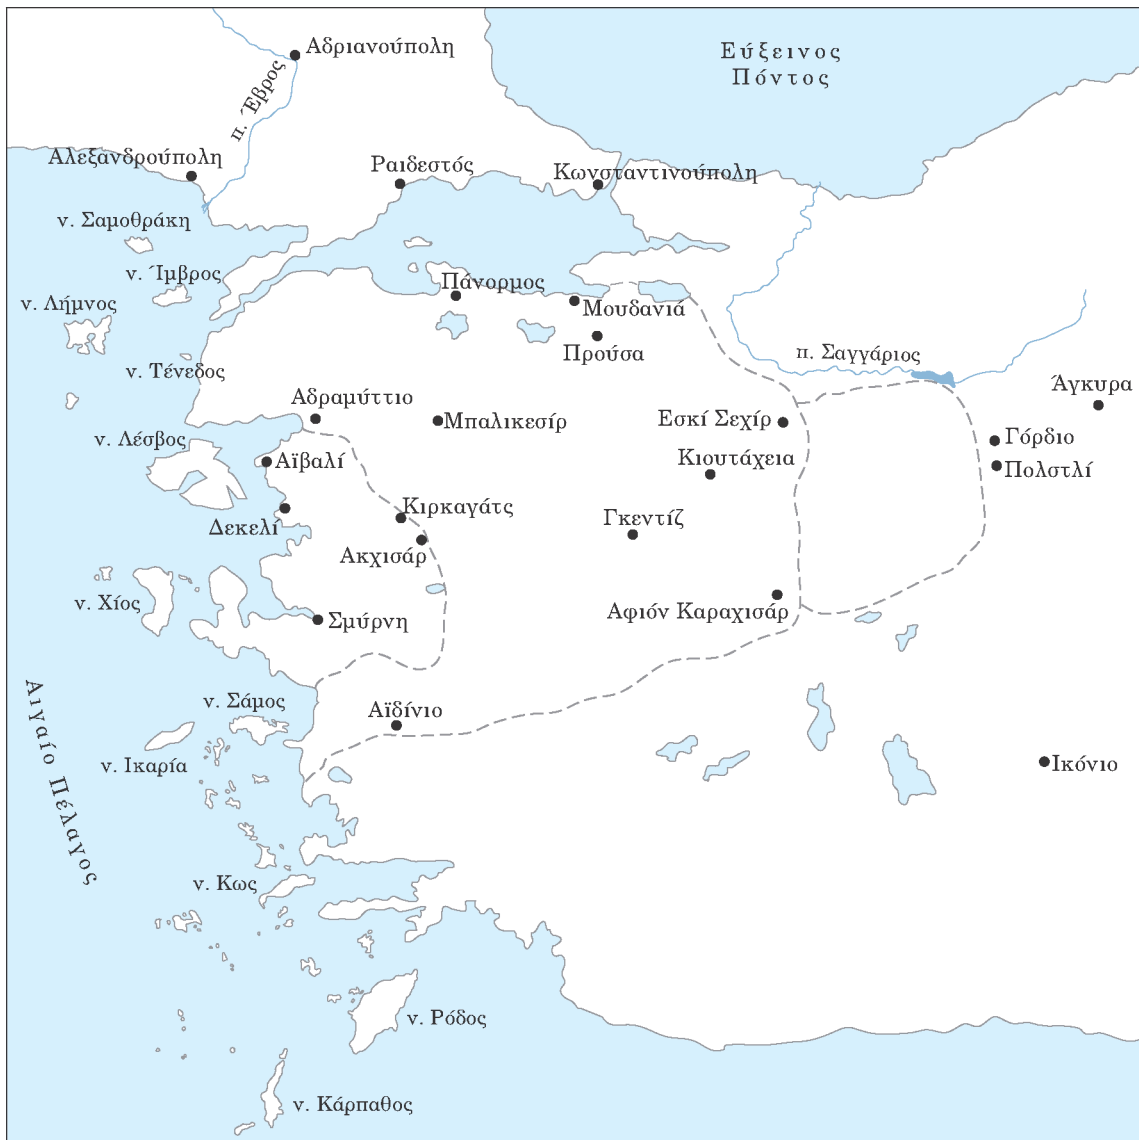 Αδριανούπολη
Εύξεινος
Πόντος
π. Έβρος
Αλεξανδρούπολη
Ραιδεστός
Κωνσταντινούπολη
ν. Σαμοθράκη
ν. Ίμβρος
Πάνορμος
ν. Λήμνος
Μουδανιά
Προύσα
π. Σαγγάριος
ν. Τένεδος
Άγκυρα
Αδραμύττιο
Μπαλικεσίρ
Εσκί Σεχίρ
Γόρδιο
ν. Λέσβος
Αϊβαλί
Κιουτάχεια
Πολατλί
Κιρκαγάτς
Δεκελί
Γκεντίζ
Ακχισάρ
ν. Χίος
Αφιόν Καραχισάρ
Σμύρνη
ν. Σάμος
Αϊδίνιο
ν. Ικαρία
Ικόνιο
Αιγαίο Πέλαγος
ν. Κως
ν. Ρόδος
ν. Κάρπαθος